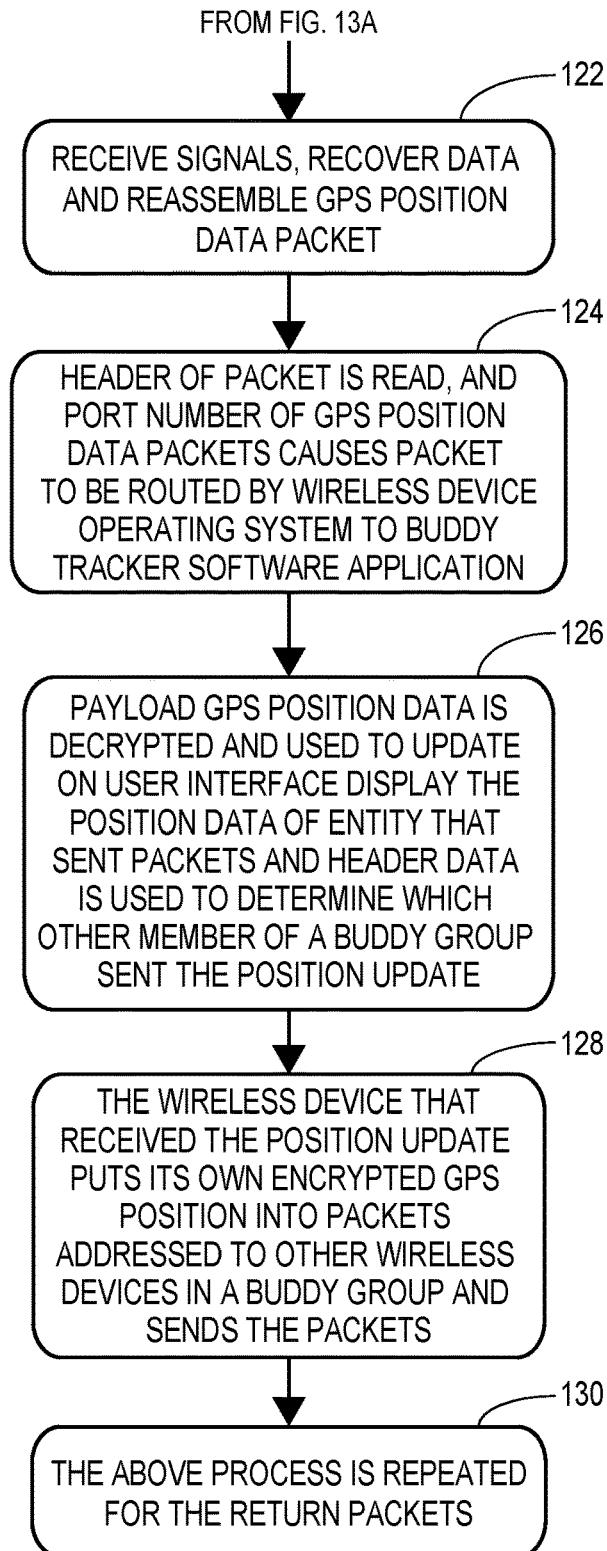 FROM FIG. 13A
122
RECEIVE SIGNALS, RECOVER DATA
AND REASSEMBLE GPS POSITION
DATA PACKET
124
HEADER OF PACKET IS READ, AND
PORT NUMBER OF GPS POSITION
DATA PACKETS CAUSES PACKET
TO BE ROUTED BY WIRELESS DEVICE
OPERATING SYSTEM TO BUDDY
TRACKER SOFTWARE APPLICATION
126
PAYLOAD GPS POSITION DATA IS
DECRYPTED AND USED TO UPDATE
ON USER INTERFACE DISPLAY THE
POSITION DATA OF ENTITY THAT
SENT PACKETS AND HEADER DATA
IS USED TO DETERMINE WHICH
OTHER MEMBER OF A BUDDY GROUP
SENT THE POSITION UPDATE
128
THE WIRELESS DEVICE THAT
RECEIVED THE POSITION UPDATE
PUTS ITS OWN ENCRYPTED GPS
POSITION INTO PACKETS
ADDRESSED TO OTHER WIRELESS
DEVICES IN A BUDDY GROUP AND
SENDS THE PACKETS
130
THE ABOVE PROCESS IS REPEATED
FOR THE RETURN PACKETS